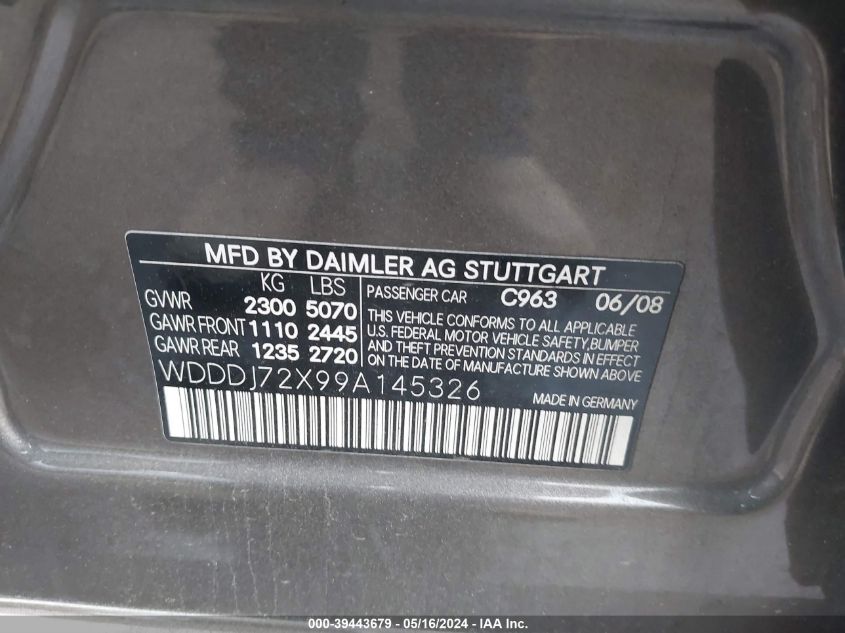 MFD BY DAIMLER AG STUTTGART
KG LBS
GVWR 2300 5070
GAWR FRONT 1110 2445
GAWR REAR 1235 2720
PASSENGER CAR C963 06/08
THIS VEHICLE CONFORMS TO ALL APPLICABLE
U.S. FEDERAL MOTOR VEHICLE SAFETY,BUMPER
AND THEFT PREVENTION STANDARDS IN EFFECT
ON THE DATE OF MANUFACTURE SHOWN ABOVE
WDDDJ72X99A145326
MADE IN GERMANY
000-39443679 - 05/16/2024 - IAA Inc.